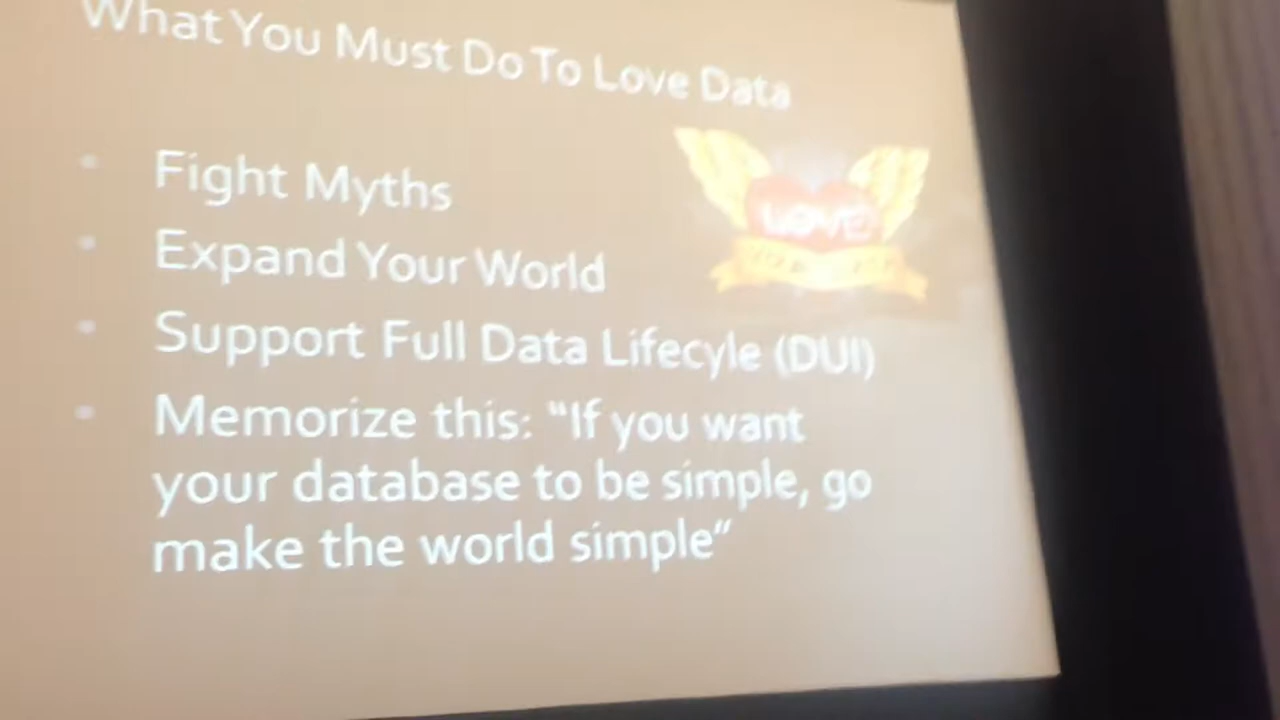 What You Must Do To Love Data
• Fight Myths
• Expand Your World
• Support Full Data Lifecyle (DUI)
• Memorize this: “If you want
your database to be simple, go
make the world simple”
LOVE